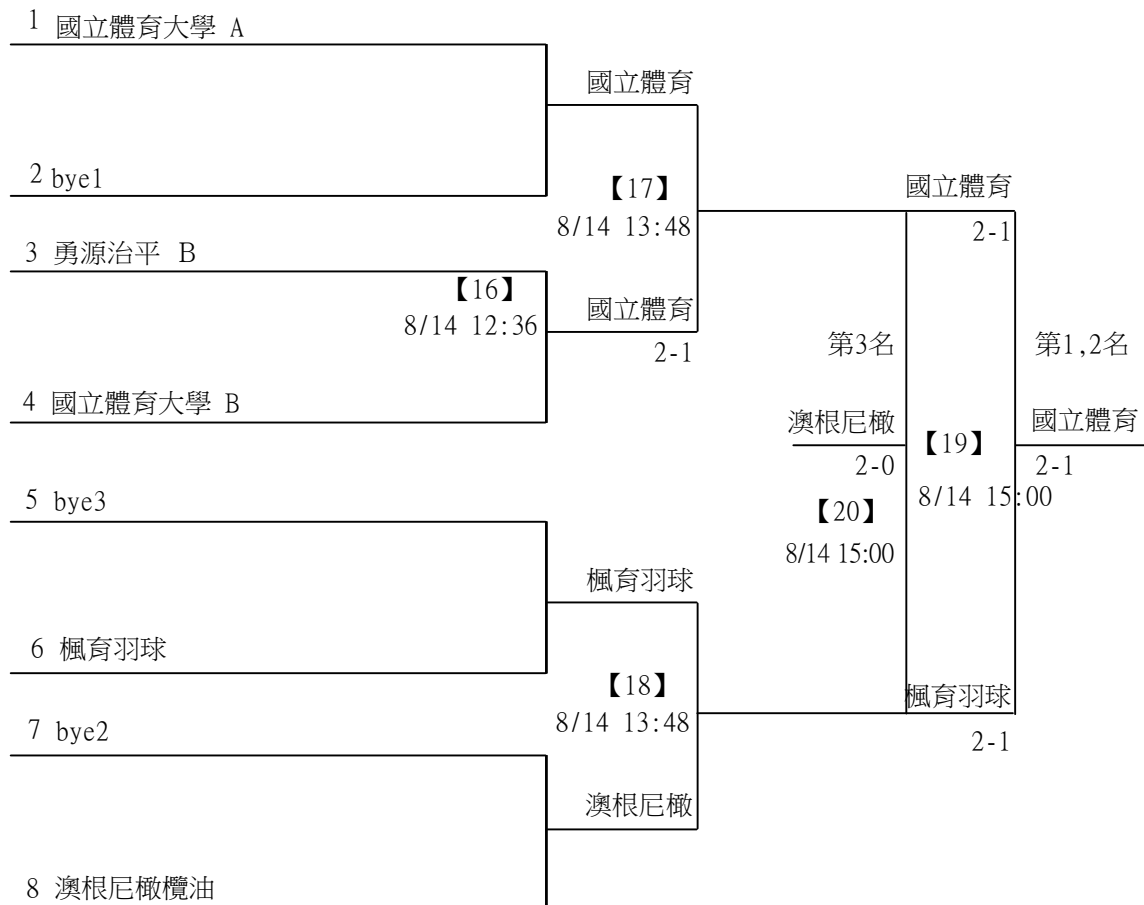 1 國立體育大學 A
國立體育
2 bye1
【17】
國立體育
8/14 13:48
2-1
3 勇源治平 B
【16】
國立體育
8/14 12:36
2-1
第3名
第1,2名
4 國立體育大學 B
澳根尼橄
【19】
國立體育
2-0
2-1
5 bye3
8/14 15:00
【20】
8/14 15:00
楓育羽球
6 楓育羽球
【18】
楓育羽球
7 bye2
8/14 13:48
2-1
澳根尼橄
8 澳根尼橄欖油